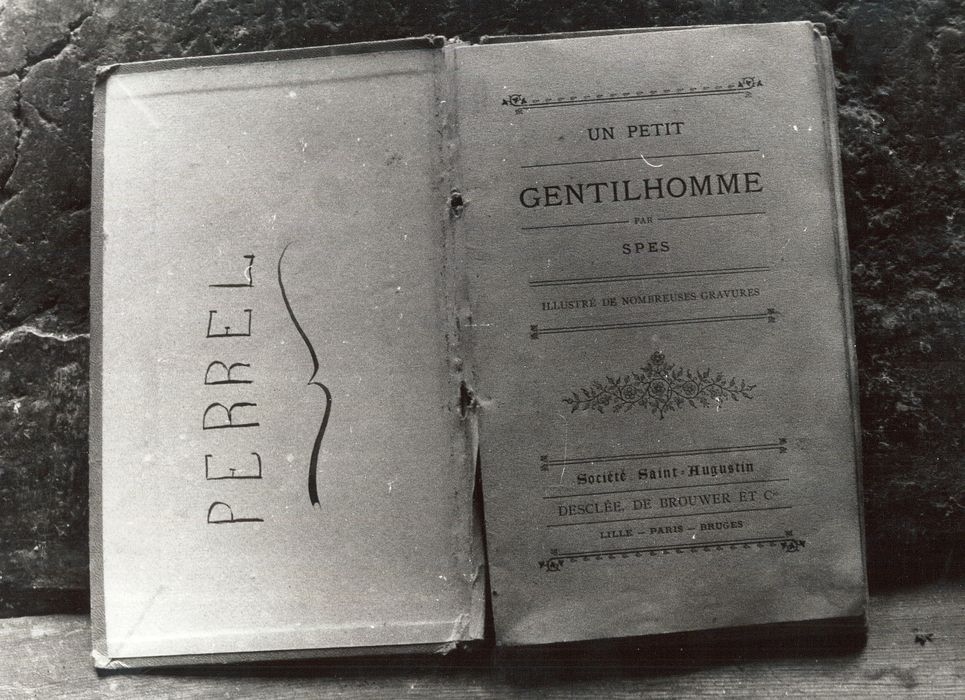 PERREL
UN PETIT
GENTILHOMME
PAR
SPES
ILLUSTRÉ DE NOMBREUSES GRAVURES
Société Saint-Augustin
DESCLÉE, DE BROUWER ET Cie
LILLE — PARIS — BRUGES